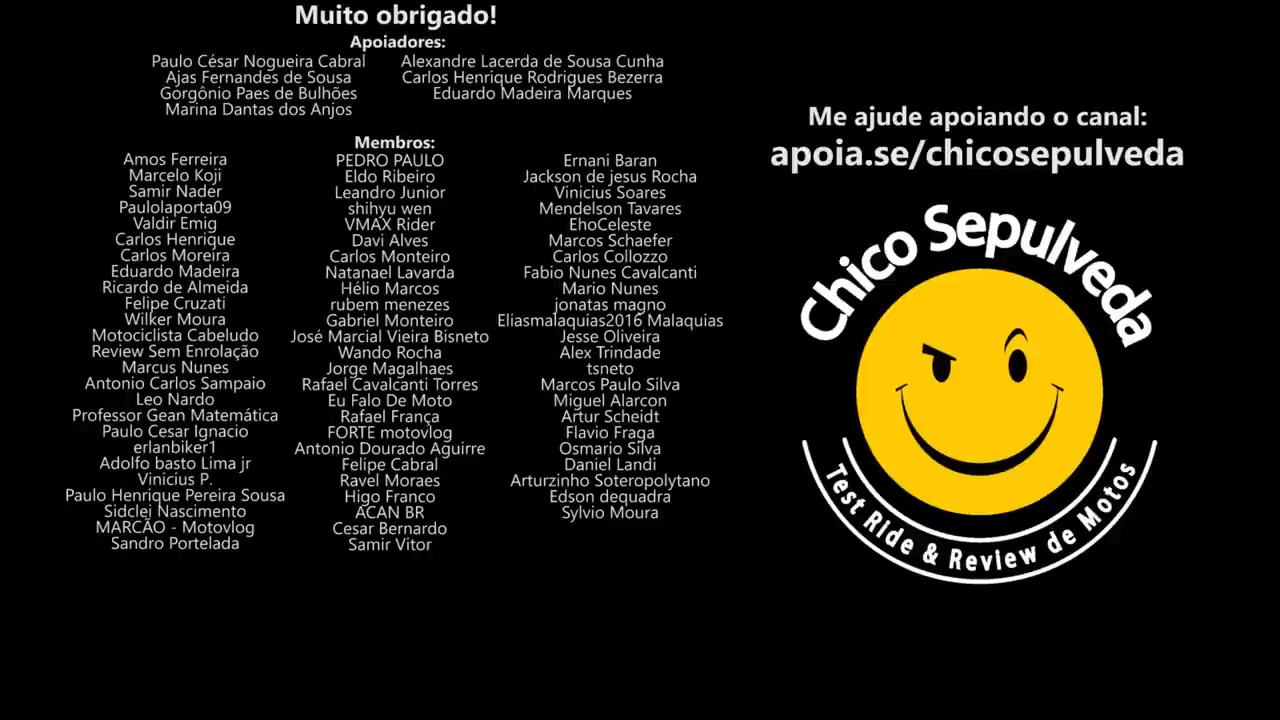 Muito obrigado!
Apoiadores:
Paulo César Nogueira Cabral
Ajas Fernandes de Sousa
Gorgônio Paes de Bulhões
Marina Dantas dos Anjos
Alexandre Lacerda de Sousa Cunha
Carlos Henrique Rodrigues Bezerra
Eduardo Madeira Marques
Membros:
Amos Ferreira
Marcelo Koji
Samir Nader
Paulolaporta09
Valdir Emig
Carlos Henrique
Carlos Moreira
Eduardo Madeira
Ricardo de Almeida
Felipe Cruzati
Wilker Moura
Motociclista Cabeludo
Review Sem Enrolação
Marcus Nunes
Antonio Carlos Sampaio
Leo Nardo
Professor Gean Matemática
Paulo Cesar Ignacio
erlanbiker1
Adolfo basto Lima jr
Vinicius P.
Paulo Henrique Pereira Sousa
Sidclei Nascimento
MARCÃO - Motovlog
Sandro Portelada
PEDRO PAULO
Eldo Ribeiro
Leandro Junior
shihyu wen
VMAX Rider
Davi Alves
Carlos Monteiro
Natanael Lavarda
Hélio Marcos
rubem menezes
Gabriel Monteiro
José Marcial Vieira Bisneto
Wando Rocha
Jorge Magalhaes
Rafael Cavalcanti Torres
Eu Falo De Moto
Rafael França
FORTE motovlog
Antonio Dourado Aguirre
Felipe Cabral
Ravel Moraes
Higo Franco
ACAN BR
Cesar Bernardo
Samir Vitor
Ernani Baran
Jackson de jesus Rocha
Vinicius Soares
Mendelson Tavares
EhoCeleste
Marcos Schaefer
Carlos Collozzo
Fabio Nunes Cavalcanti
Mario Nunes
jonatas magno
Eliasmalaquias2016 Malaquias
Jesse Oliveira
Alex Trindade
tsneto
Marcos Paulo Silva
Miguel Alarcon
Artur Scheidt
Flavio Fraga
Osmario Silva
Daniel Landi
Arturzinho Soteropolytano
Edson dequadra
Sylvio Moura
Me ajude apoiando o canal:
apoia.se/chicosepulveda
Chico Sepulveda
Test Ride & Review de Motos